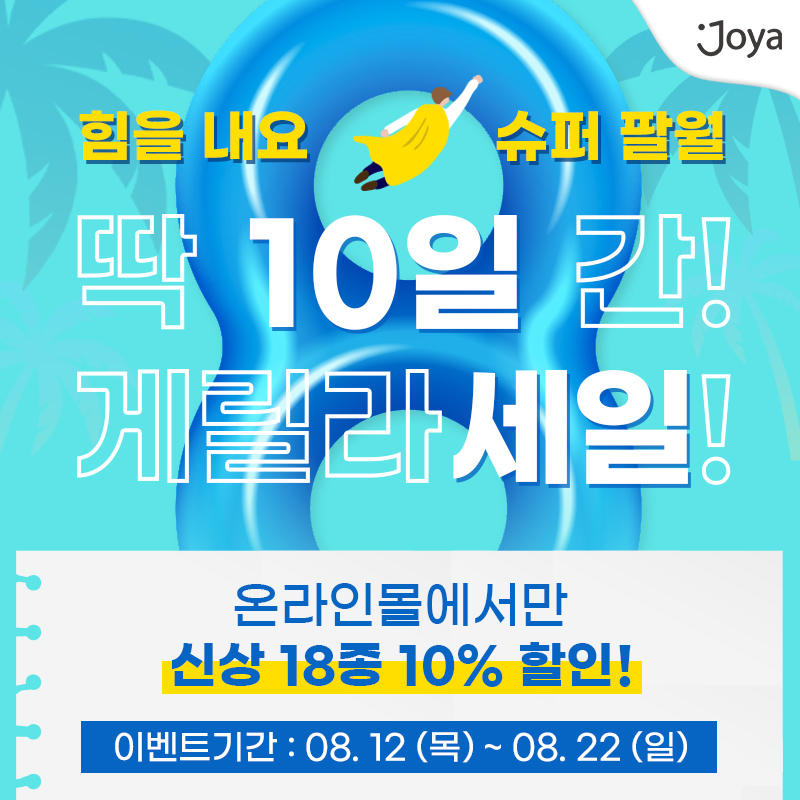 :Joya
힘을 내요 슈퍼 팔월
딱 10일 간!
게릴라세일!
온라인몰에서만
신상 18종 10% 할인!
이벤트기간 : 08. 12 (목) ~ 08. 22 (일)